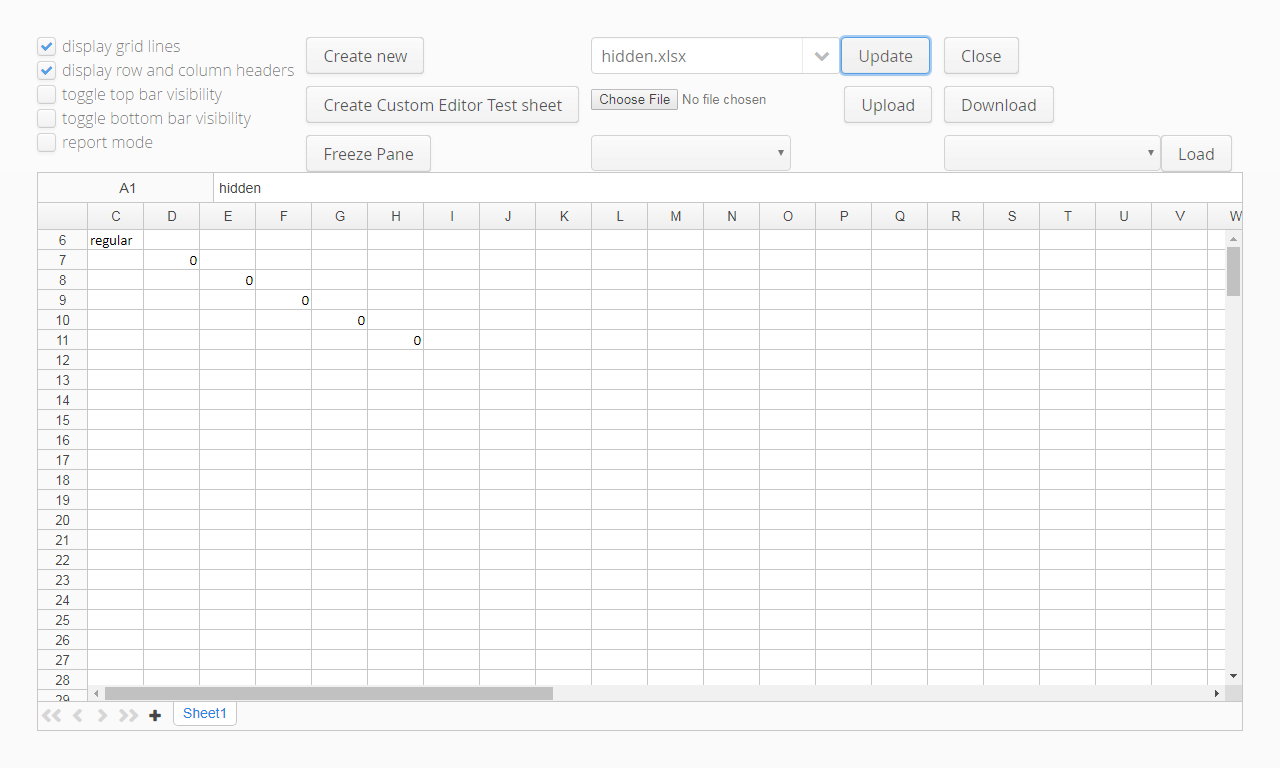 display grid lines
display row and column headers
toggle top bar visibility
toggle bottom bar visibility
report mode
Create new
hidden.xlsx
Update
Close
Create Custom Editor Test sheet
Choose File No file chosen
Upload
Download
Freeze Pane
Load
A1 hidden
C D E F G H I J K L M N O P Q R S T U V W
6 regular
7 0
8 0
9 0
10 0
11 0
12
13
14
15
16
17
18
19
20
21
22
23
24
25
26
27
28
29
Sheet1